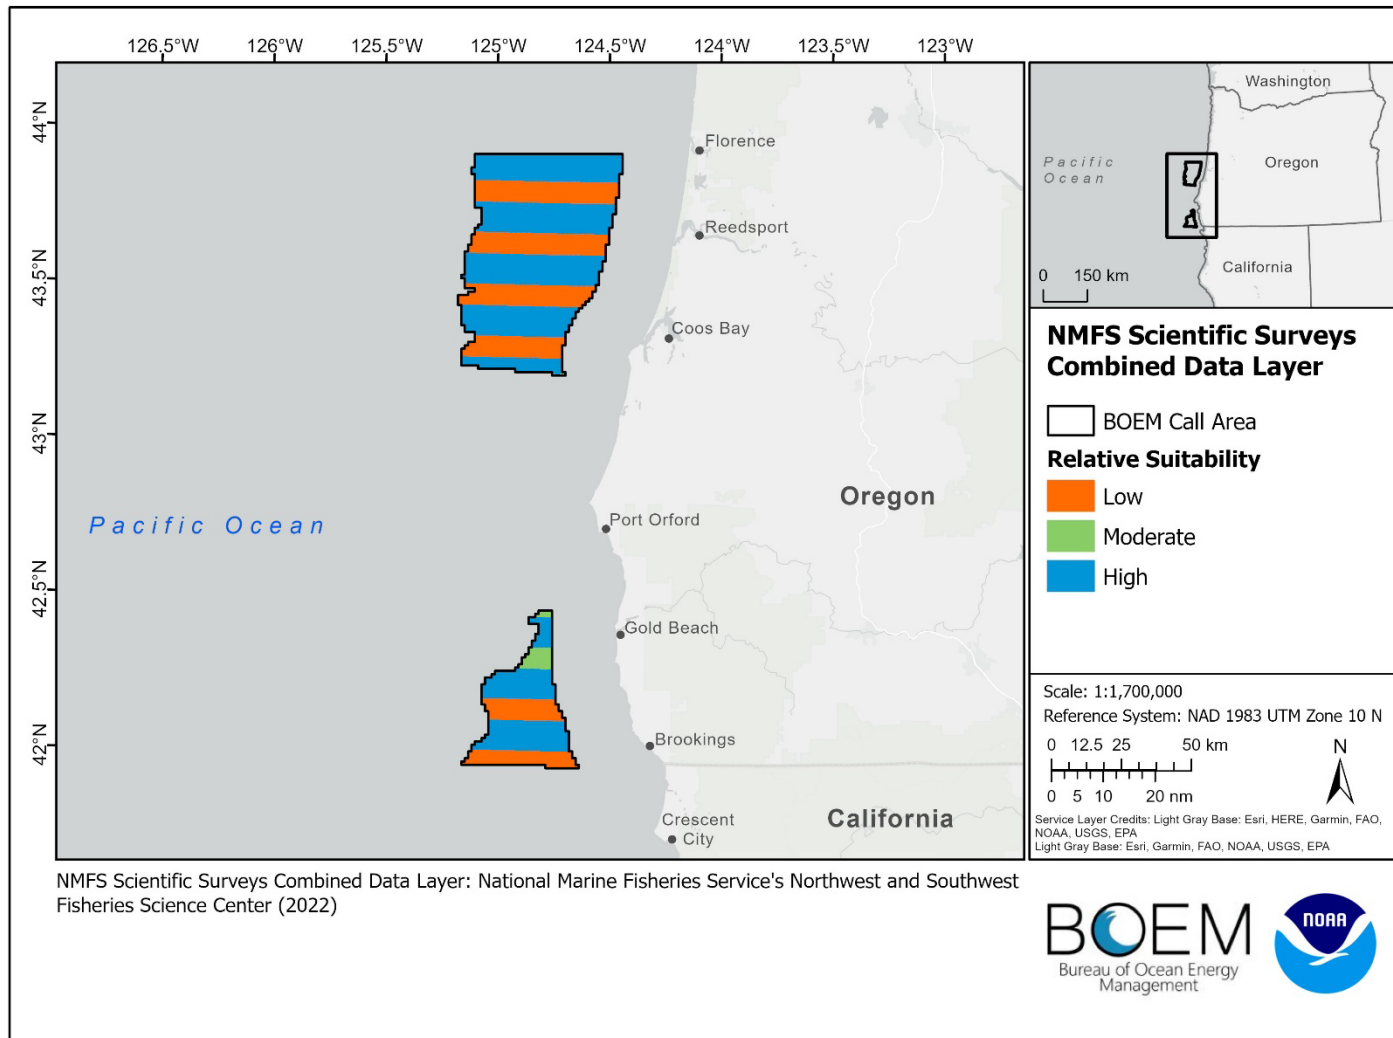 126.5°W 126°W 125.5°W 125°W 124.5°W 124°W 123.5°W 123°W
44°N
43.5°N
43°N
42.5°N
42°N
Florence
Reedsport
Coos Bay
Oregon
Port Orford
Pacific Ocean
Gold Beach
Brookings
Crescent
City
California
Washington
Pacific
Ocean
Oregon
California
0 150 km
NMFS Scientific Surveys
Combined Data Layer
BOEM Call Area
Relative Suitability
Low
Moderate
High
Scale: 1:1,700,000
Reference System: NAD 1983 UTM Zone 10 N
0 12.5 25 50 km
N
0 5 10 20 nm
Service Layer Credits: Light Gray Base: Esri, HERE, Garmin, FAO,
NOAA, USGS, EPA
Light Gray Base: Esri, Garmin, FAO, NOAA, USGS, EPA
NMFS Scientific Surveys Combined Data Layer: National Marine Fisheries Service's Northwest and Southwest
Fisheries Science Center (2022)
BOEM
Bureau of Ocean Energy
Management
NOAA